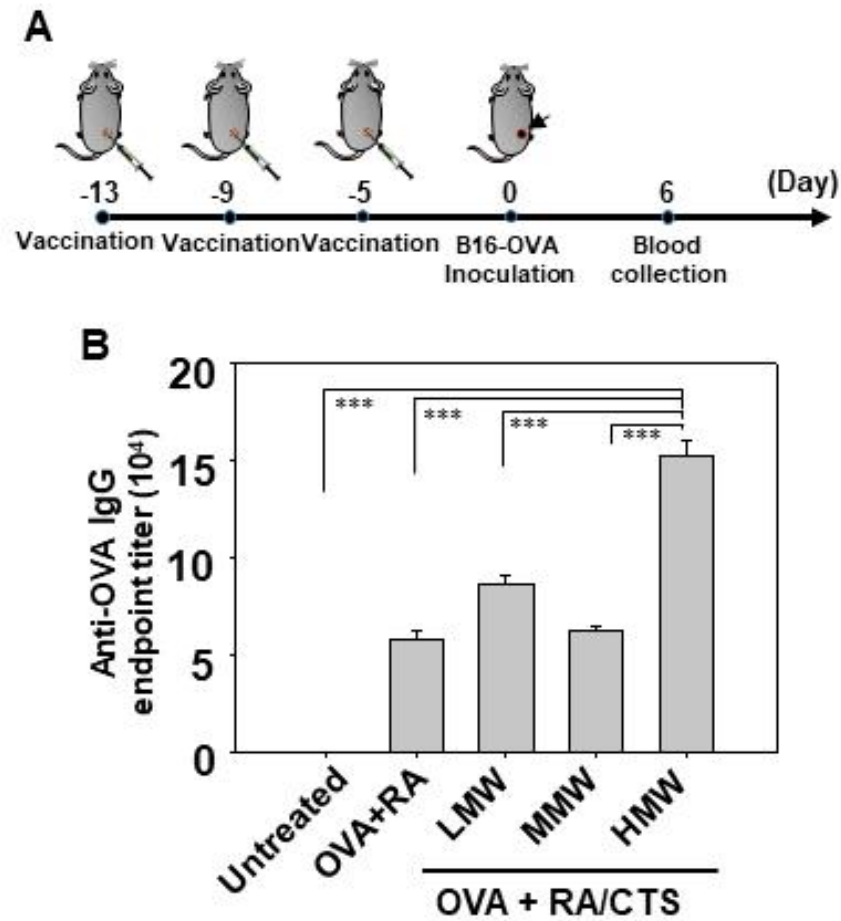 A
-13 -9 -5 0 6 (Day)
Vaccination Vaccination Vaccination B16-OVA Inoculation Blood collection
B
Anti-OVA IgG
endpoint titer (10⁴)
20
15
10
5
0
***
***
***
***
Untreated
OVA+RA
LMW
MMW
HMW
OVA + RA/CTS